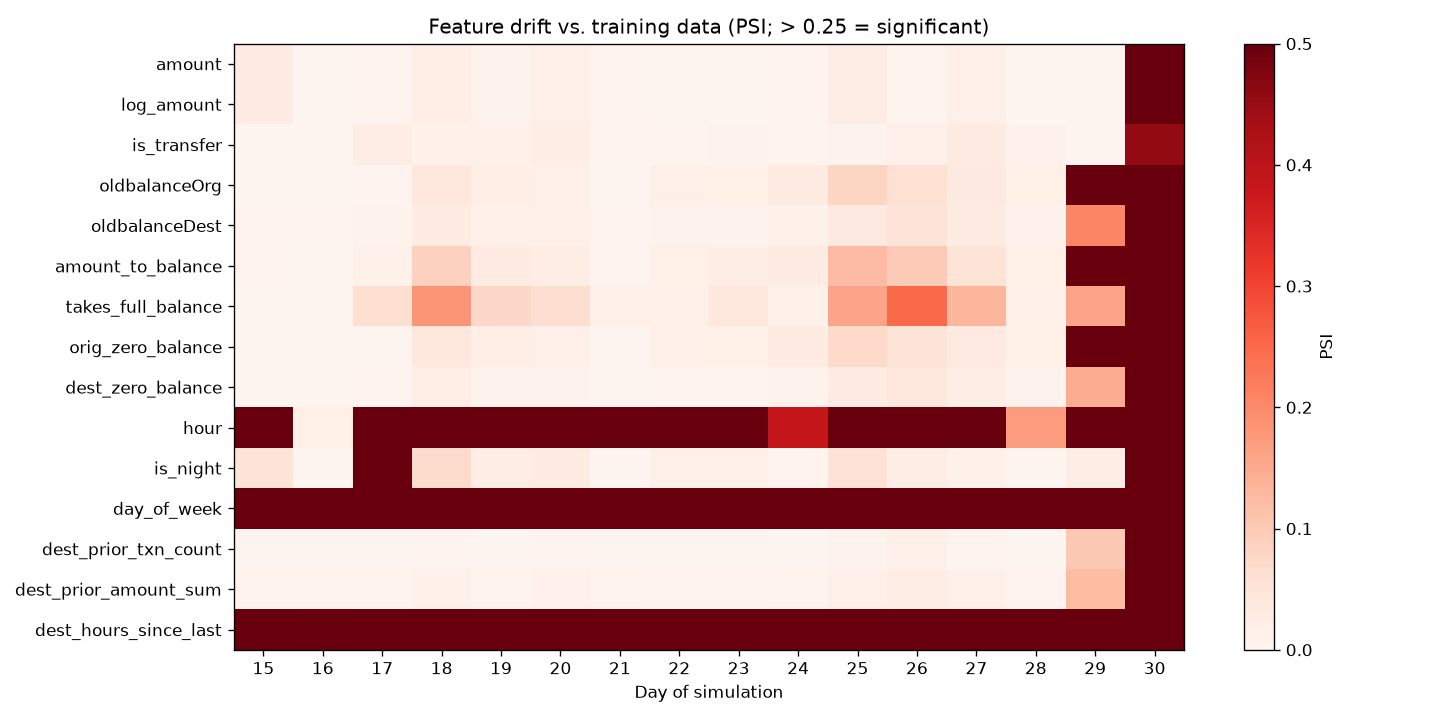 Feature drift vs. training data (PSI; > 0.25 = significant)
amount
log_amount
is_transfer
oldbalanceOrg
oldbalanceDest
amount_to_balance
takes_full_balance
orig_zero_balance
dest_zero_balance
hour
is_night
day_of_week
dest_prior_txn_count
dest_prior_amount_sum
dest_hours_since_last
15 16 17 18 19 20 21 22 23 24 25 26 27 28 29 30
Day of simulation
0.5
0.4
0.3
0.2
0.1
0.0
PSI